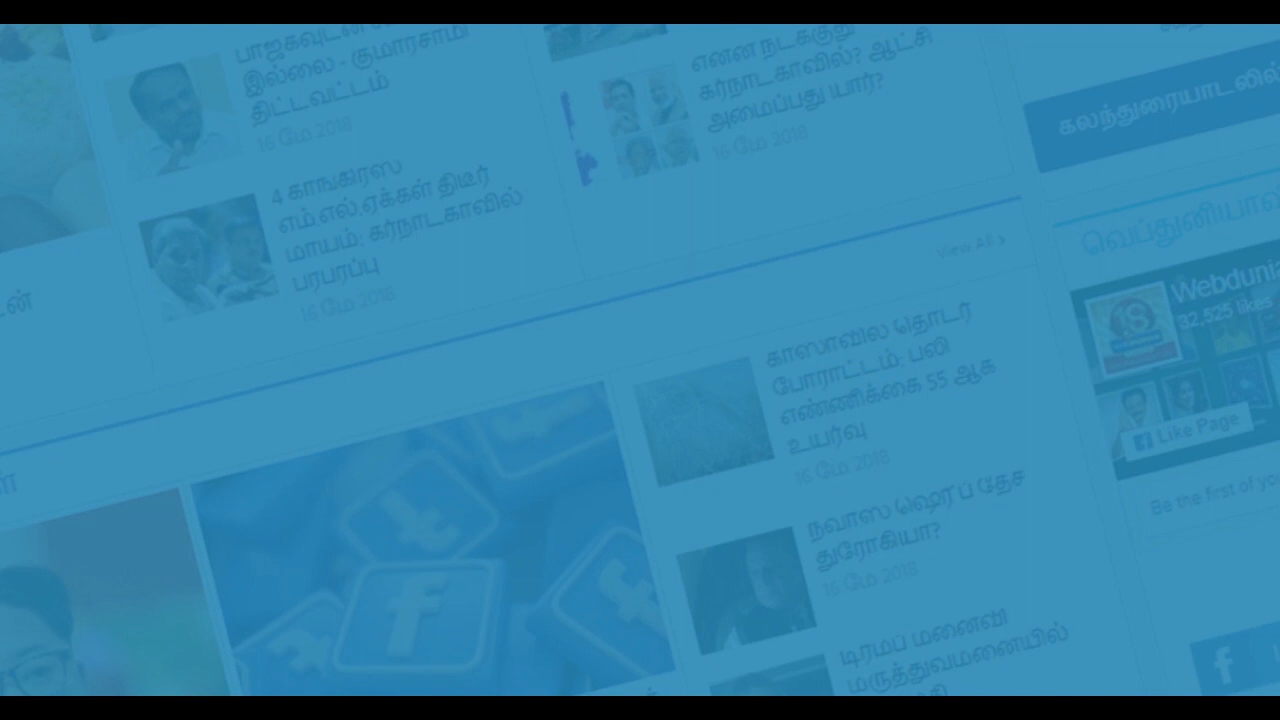 பாஜகவுடன்
இல்லை - குமாரசாமி
திட்டவட்டம்
16 மே 2018
4 காங்கிரஸ்
எம்.எல்.ஏக்கள் திடீர்
மாயம்: கர்நாடகாவில்
பரபரப்பு
16 மே 2018
என்ன நடக்குது
கர்நாடகாவில்? ஆட்சி
அமைப்பது யார்?
16 மே 2018
View All
காஸாவில் தொடர்
போராட்டம்: பலி
எண்ணிக்கை 55 ஆக
உயர்வு
16 மே 2018
நவாஸ் ஷெரீப் தேச
துரோகியா?
16 மே 2018
டிரம்ப் மனைவி
மருத்துவமனையில்
கலந்துரையாடலில்
Webdunia
32,525 likes
Like Page
Be the first of